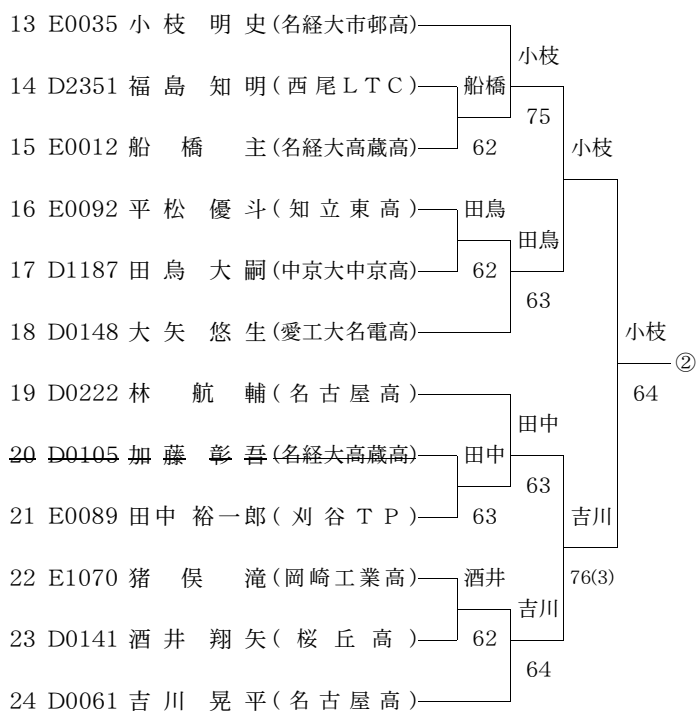 13 E0035 小枝 明史(名経大市邨高)
小枝
14 D2351 福島 知明(西尾LTC) 船橋
75
15 E0012 船橋 主(名経大高蔵高) 62 小枝
16 E0092 平松 優斗(知立東高) 田鳥
田鳥
17 D1187 田鳥 大嗣(中京大中京高) 62
63
18 D0148 大矢 悠生(愛工大名電高) 小枝
②
19 D0222 林 航輔(名古屋高) 64
田中
20 D0105 加藤 彰吾(名経大高蔵高) 田中
63
21 E0089 田中 裕一郎(刈谷TP) 63 吉川
22 E1070 猪俣 滝(岡崎工業高) 酒井 76(3)
吉川
23 D0141 酒井 翔矢(桜丘高) 62
64
24 D0061 吉川 晃平(名古屋高)